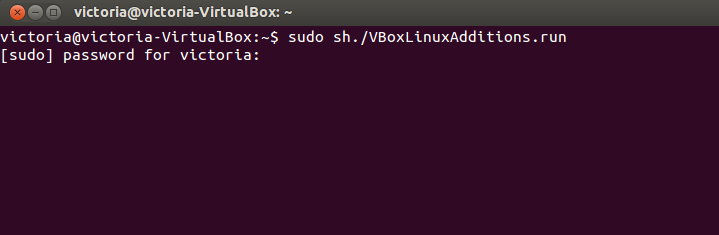 victoria@victoria-VirtualBox: ~
victoria@victoria-VirtualBox:~$ sudo sh./VBoxLinuxAdditions.run
[sudo] password for victoria: